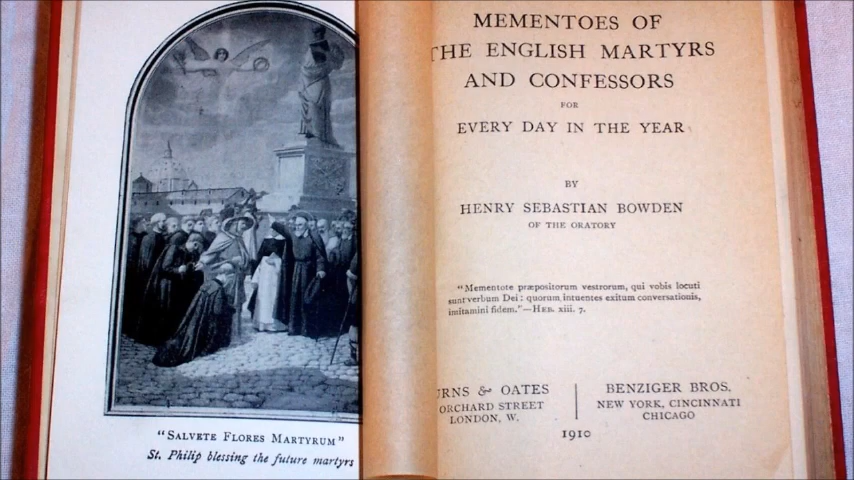 "SALVETE FLORES MARTYRUM"
St. Philip blessing the future martyrs
MEMENTOES OF
THE ENGLISH MARTYRS
AND CONFESSORS
FOR
EVERY DAY IN THE YEAR
BY
HENRY SEBASTIAN BOWDEN
OF THE ORATORY
"Mementote præpositorum vestrorum, qui vobis locuti
sunt verbum Dei : quorum intuentes exitum conversationis,
imitamini fidem."—HEB. xiii. 7.
RNS & OATES
ORCHARD STREET
LONDON, W.
BENZIGER BROS.
NEW YORK, CINCINNATI
CHICAGO
1910